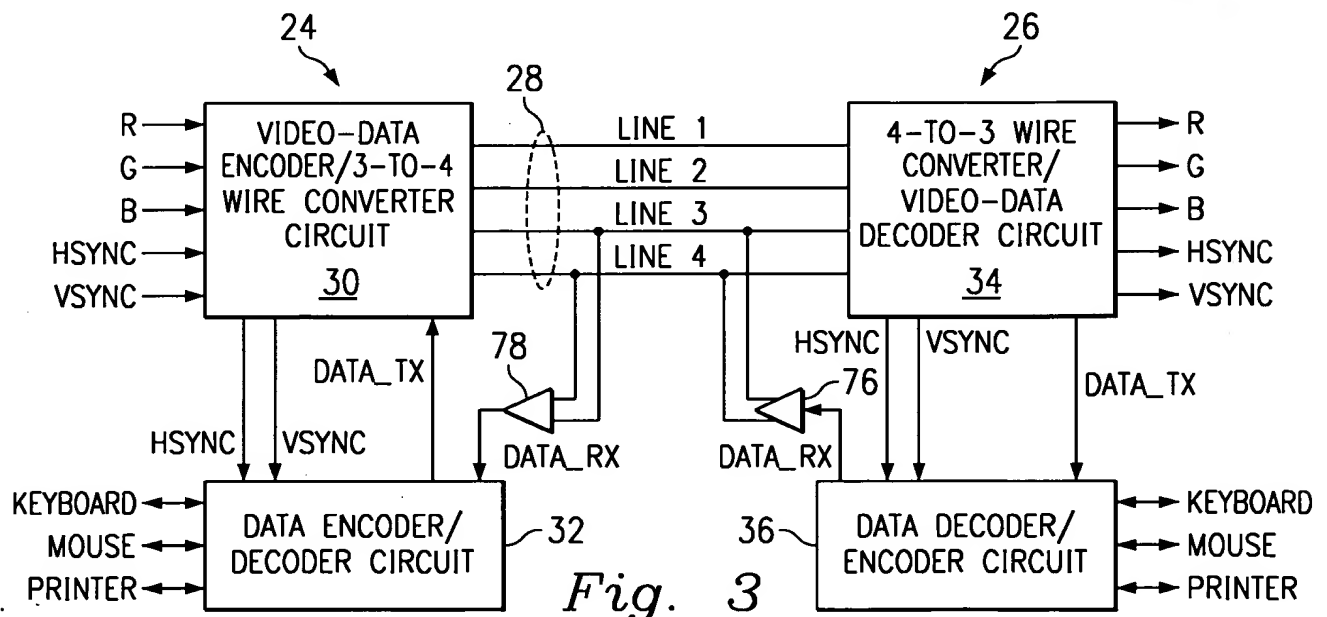 24
26
28
R
G
B
HSYNC
VSYNC
VIDEO-DATA
ENCODER/3-TO-4
WIRE CONVERTER
CIRCUIT
30
LINE 1
LINE 2
LINE 3
LINE 4
4-TO-3 WIRE
CONVERTER/
VIDEO-DATA
DECODER CIRCUIT
34
R
G
B
HSYNC
VSYNC
HSYNC
VSYNC
DATA_TX
78
DATA_RX
76
DATA_RX
HSYNC
VSYNC
DATA_TX
KEYBOARD
MOUSE
PRINTER
DATA ENCODER/
DECODER CIRCUIT
32
36
DATA DECODER/
ENCODER CIRCUIT
KEYBOARD
MOUSE
PRINTER
Fig. 3